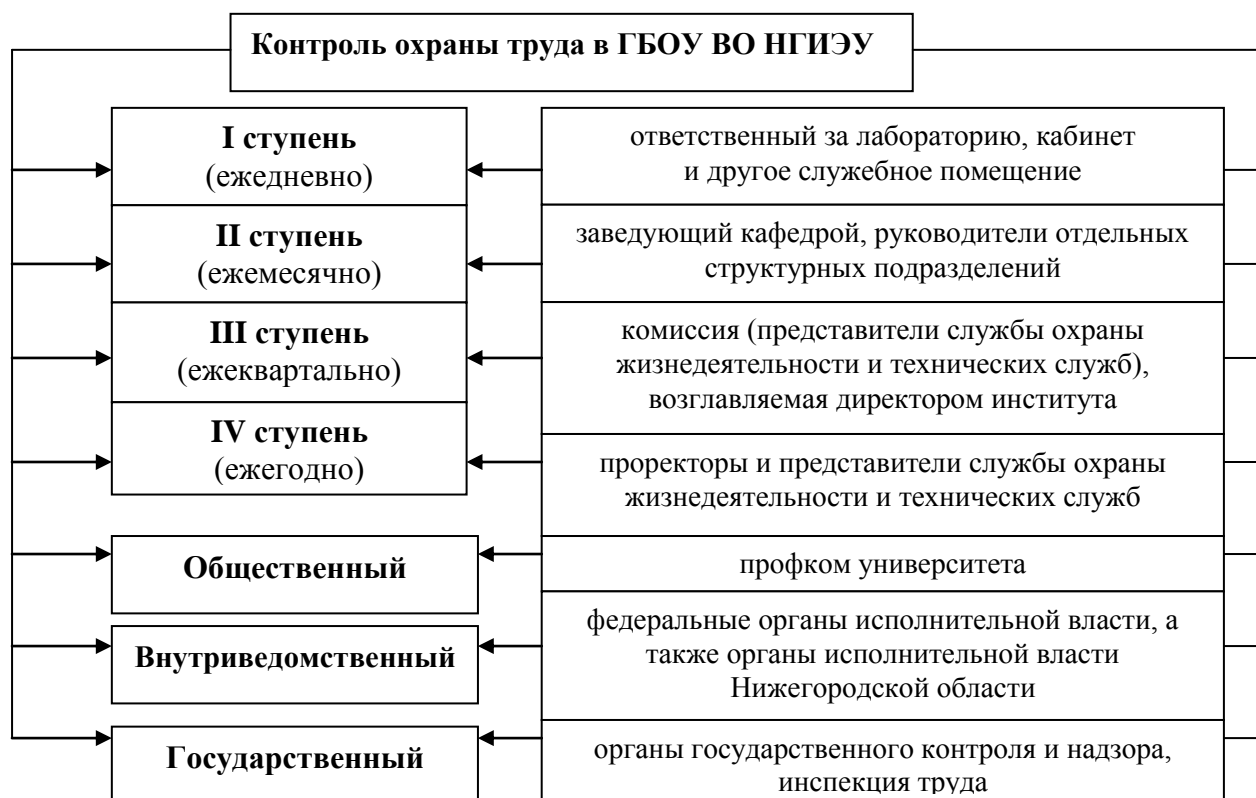 Контроль охраны труда в ГБОУ ВО НГИЭУ
I ступень
(ежедневно)
ответственный за лабораторию, кабинет
и другое служебное помещение
II ступень
(ежемесячно)
заведующий кафедрой, руководители отдельных
структурных подразделений
III ступень
(ежеквартально)
комиссия (представители службы охраны
жизнедеятельности и технических служб),
возглавляемая директором института
IV ступень
(ежегодно)
проректоры и представители службы охраны
жизнедеятельности и технических служб
Общественный
профком университета
Внутриведомственный
федеральные органы исполнительной власти, а
также органы исполнительной власти
Нижегородской области
Государственный
органы государственного контроля и надзора,
инспекция труда